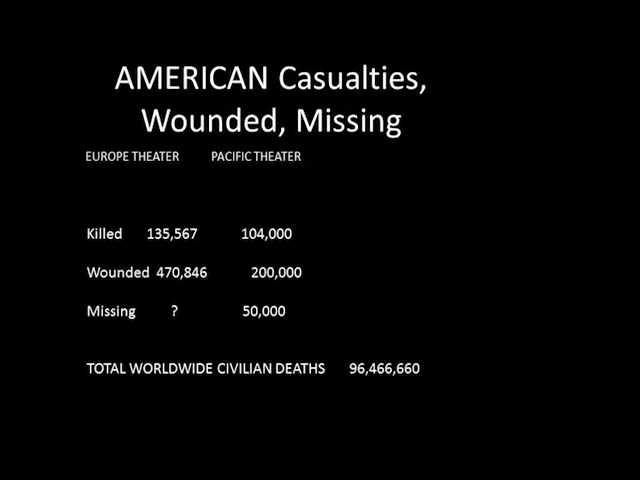 AMERICAN Casualties,
Wounded, Missing
EUROPE THEATER PACIFIC THEATER
Killed 135,567 104,000
Wounded 470,846 200,000
Missing ? 50,000
TOTAL WORLDWIDE CIVILIAN DEATHS 96,466,660